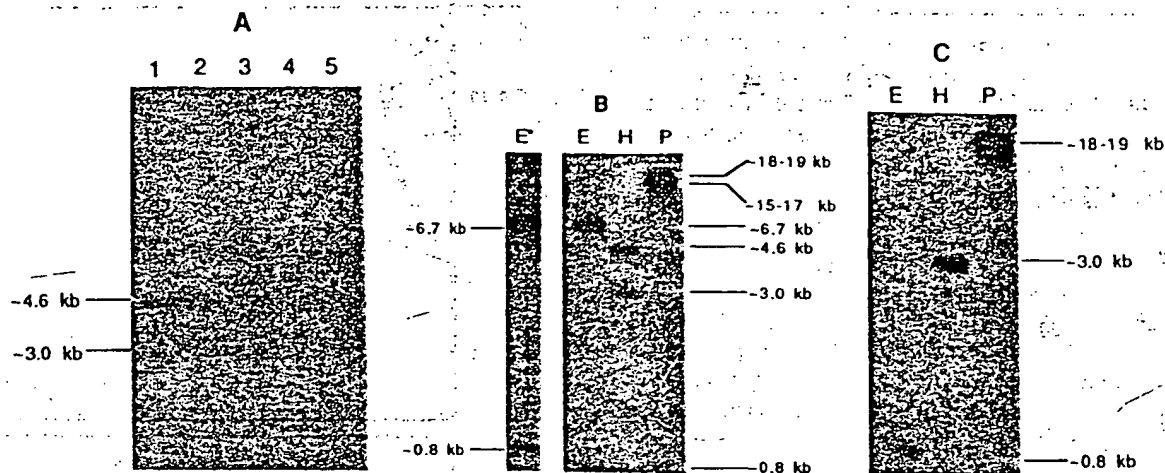 A
1 2 3 4 5
~4.6 kb
~3.0 kb
B
E* E H P
~6.7 kb
~0.8 kb
~18-19 kb
~15-17 kb
~6.7 kb
~4.6 kb
~3.0 kb
0.8 kb
C
E H P
~18-19 kb
~3.0 kb
~0.8 kb